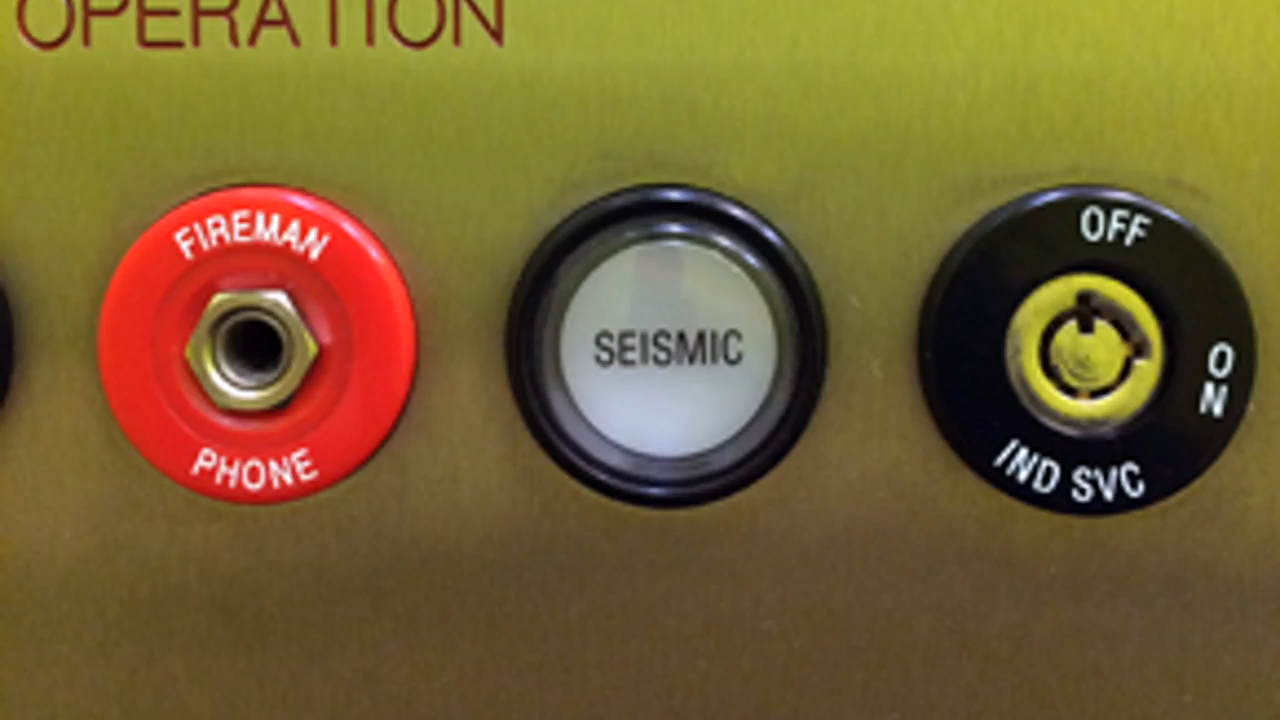 OPERATION
FIREMAN
PHONE
SEISMIC
OFF
ON
IND SVC